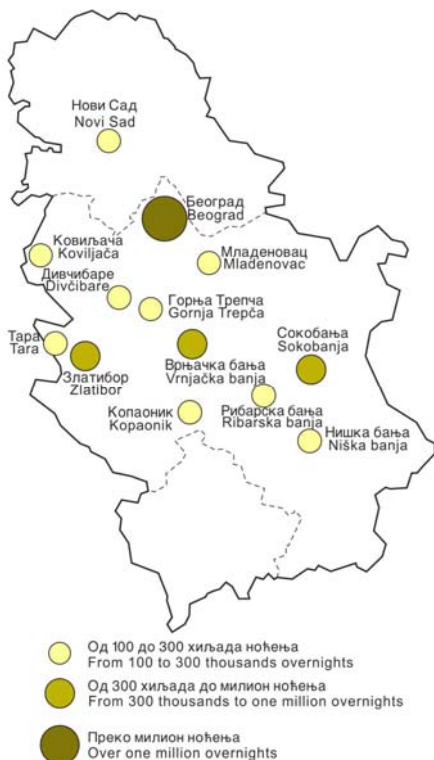 Нови Сад
Novi Sad
Београд
Beograd
Ковиљача
Koviljača
Младеновац
Mladenovac
Дивчибаре
Divčibare
Горња Трепча
Gornja Trepča
Тара
Tara
Златибор
Zlatibor
Врњачка бања
Vrnjačka banja
Сокобања
Sokobanja
Копаоник
Kopaonik
Рибарска бања
Ribarska banja
Нишка бања
Niška banja
Од 100 до 300 хиљада ноћења
From 100 to 300 thousands overnights
Од 300 хиљада до милион ноћења
From 300 thousands to one million overnights
Преко милион ноћења
Over one million overnights